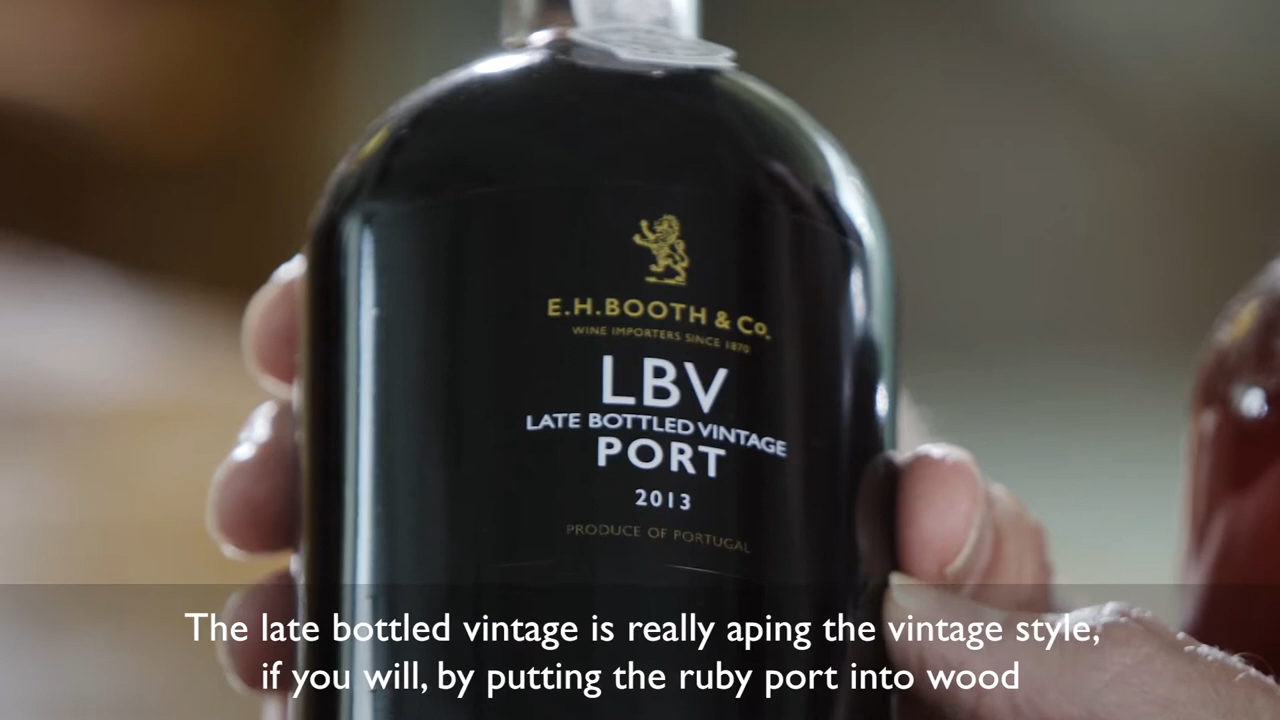 E.H.BOOTH & Co.
WINE IMPORTERS SINCE 1870
LBV
LATE BOTTLED VINTAGE
PORT
2013
PRODUCE OF PORTUGAL
The late bottled vintage is really aping the vintage style,
if you will, by putting the ruby port into wood